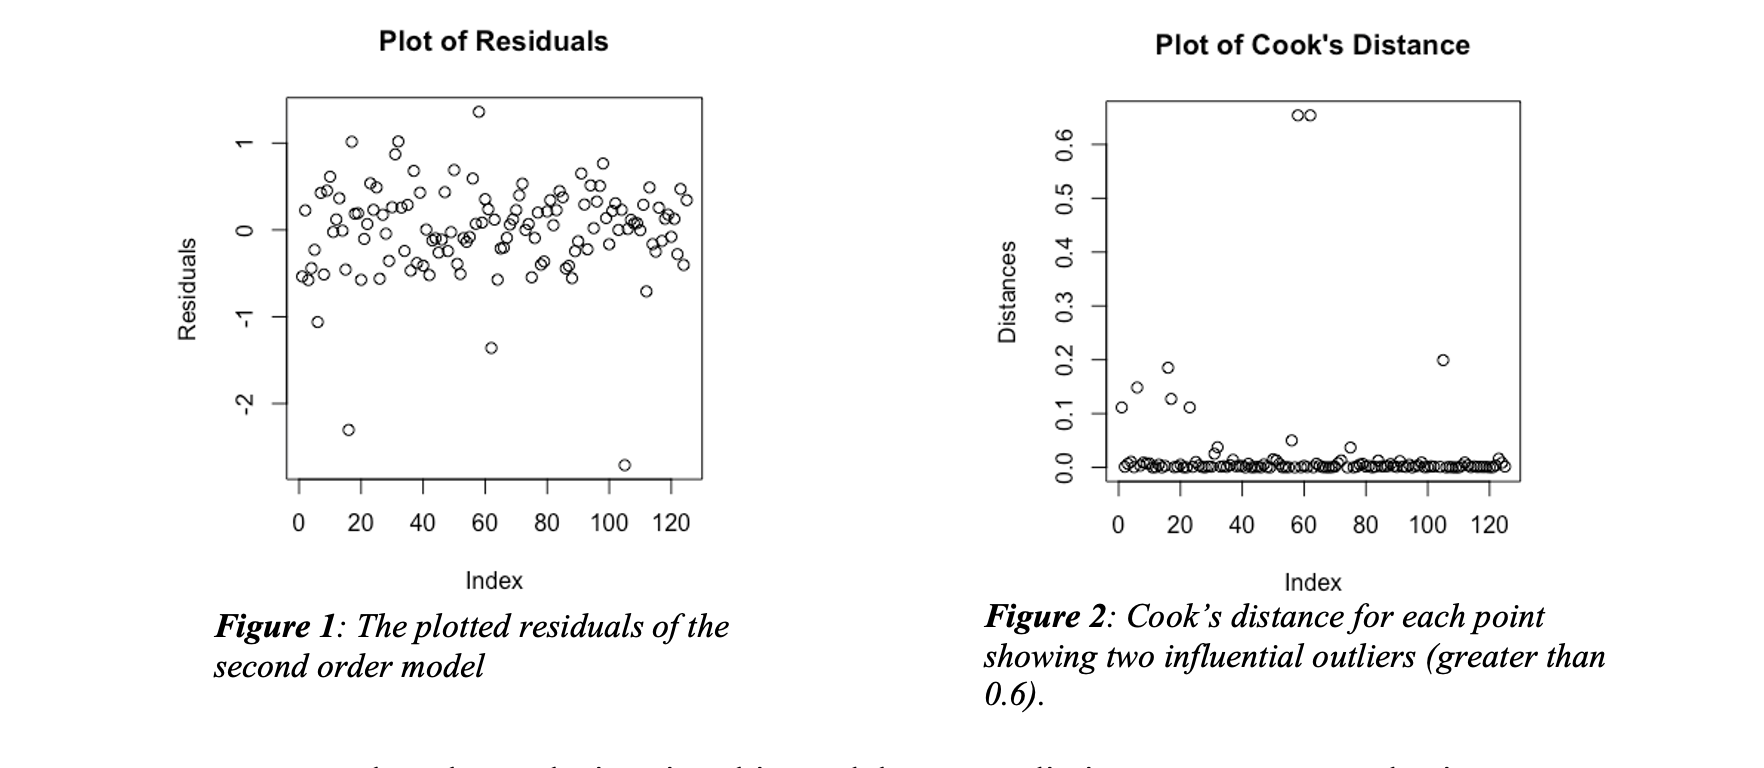 Plot of Residuals
1
0
-1
-2
Residuals
0 20 40 60 80 100 120
Index
Figure 1: The plotted residuals of the
second order model
Plot of Cook's Distance
0.6
0.5
0.4
0.3
0.2
0.1
0.0
Distances
0 20 40 60 80 100 120
Index
Figure 2: Cook’s distance for each point
showing two influential outliers (greater than
0.6).